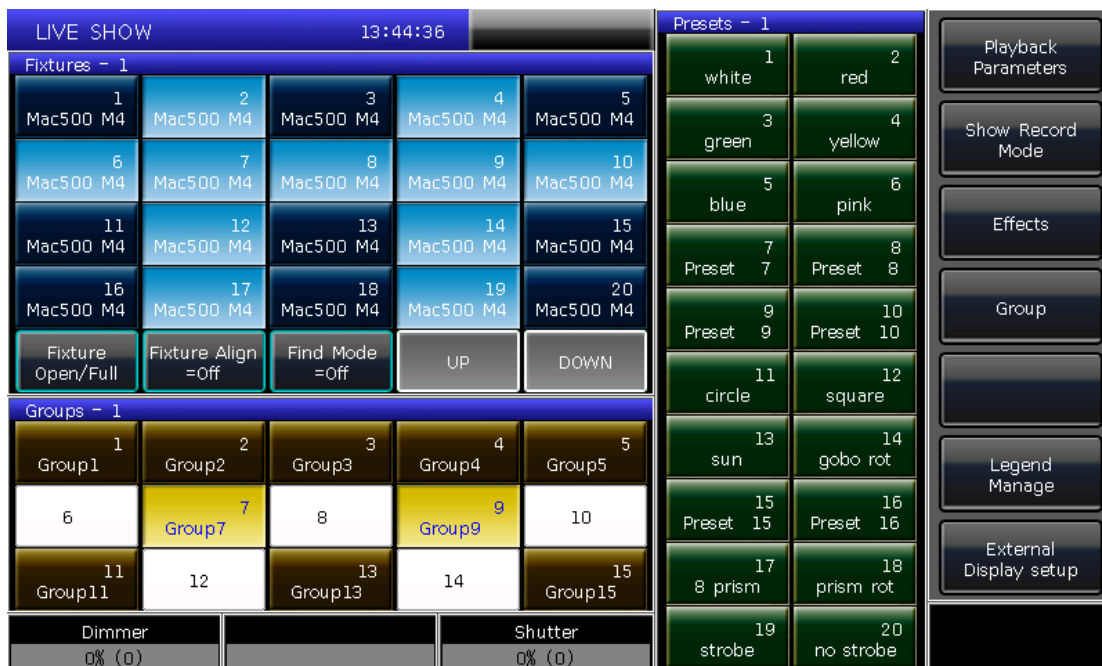 LIVE SHOW 13:44:36
Fixtures - 1
1 2 3 4 5
Mac500 M4 Mac500 M4 Mac500 M4 Mac500 M4 Mac500 M4
6 7 8 9 10
Mac500 M4 Mac500 M4 Mac500 M4 Mac500 M4 Mac500 M4
11 12 13 14 15
Mac500 M4 Mac500 M4 Mac500 M4 Mac500 M4 Mac500 M4
16 17 18 19 20
Mac500 M4 Mac500 M4 Mac500 M4 Mac500 M4 Mac500 M4
Fixture Fixture Align Find Mode UP DOWN
Open/Full =Off =Off
Groups - 1
1 2 3 4 5
Group1 Group2 Group3 Group4 Group5
6 7 8 9 10
Group7 Group9
11 12 13 14 15
Group11 Group13 Group15
Dimmer Shutter
0% (0) 0% (0)
Presets - 1
1 2
white red
3 4
green yellow
5 6
blue pink
7 8
Preset 7 Preset 8
9 10
Preset 9 Preset 10
11 12
circle square
13 14
sun gobo rot
15 16
Preset 15 Preset 16
17 18
8 prism prism rot
19 20
strobe no strobe
Playback
Parameters
Show Record
Mode
Effects
Group
Legend
Manage
External
Display setup